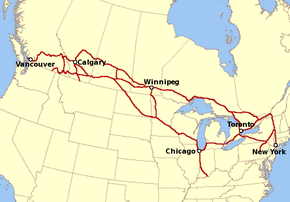 Vancouver
Calgary
Winnipeg
Toronto
Chicago
New York